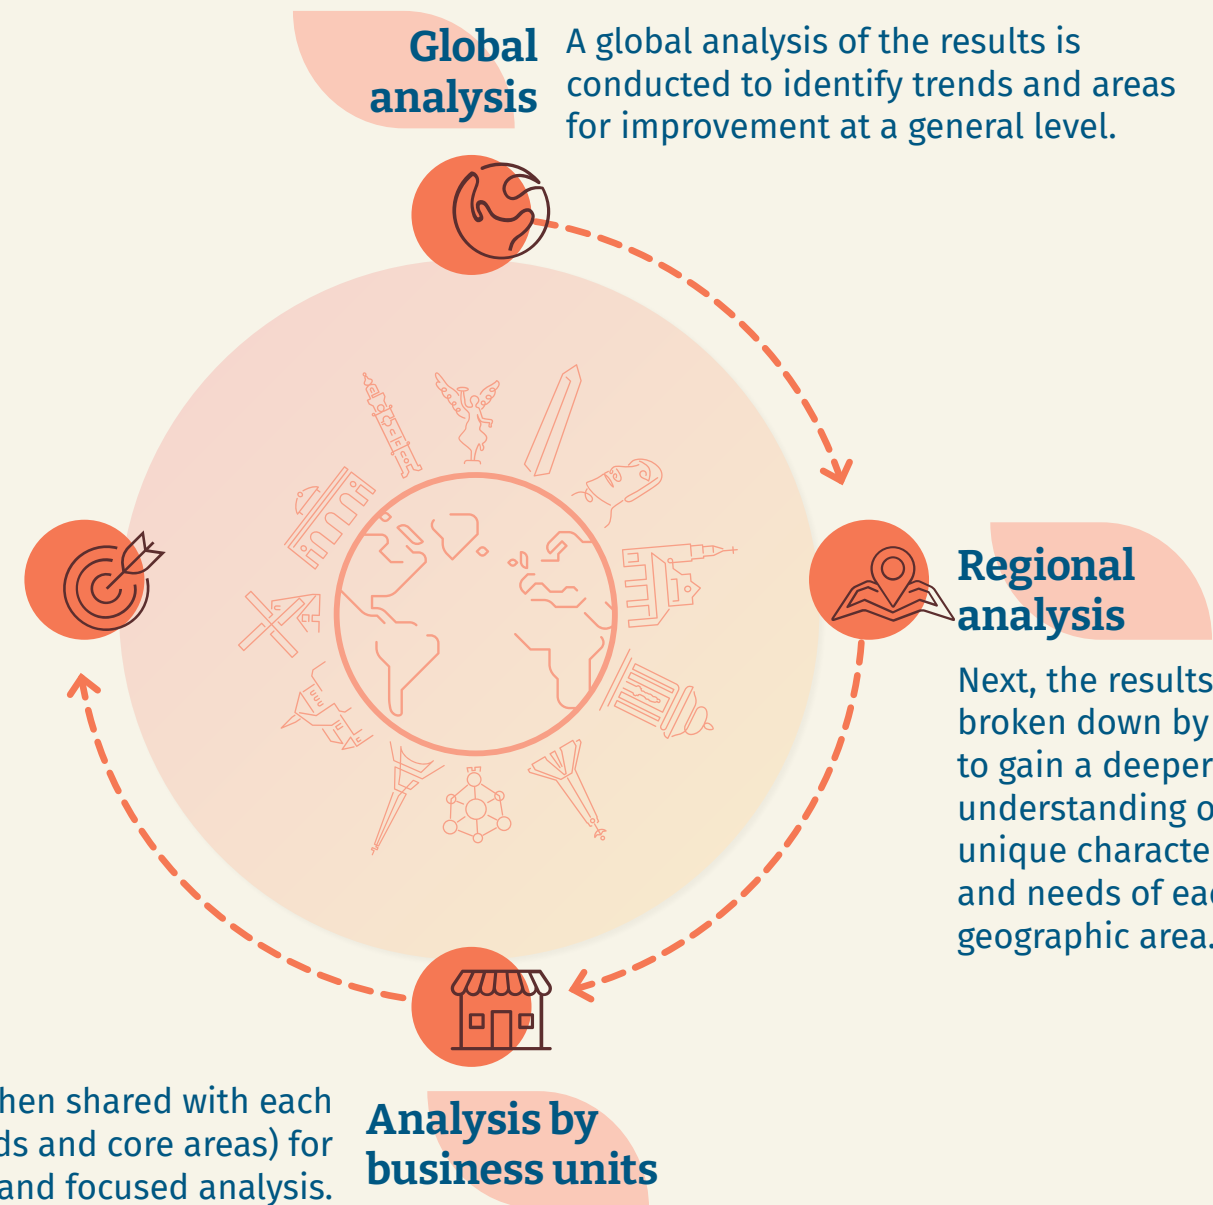 Global
analysis
A global analysis of the results is
conducted to identify trends and areas
for improvement at a general level.
Regional
analysis
Next, the results
broken down by
to gain a deeper
understanding
unique
and needs of
geographic area.
shared with each
and core areas) for
and focused analysis.
Analysis by
business units